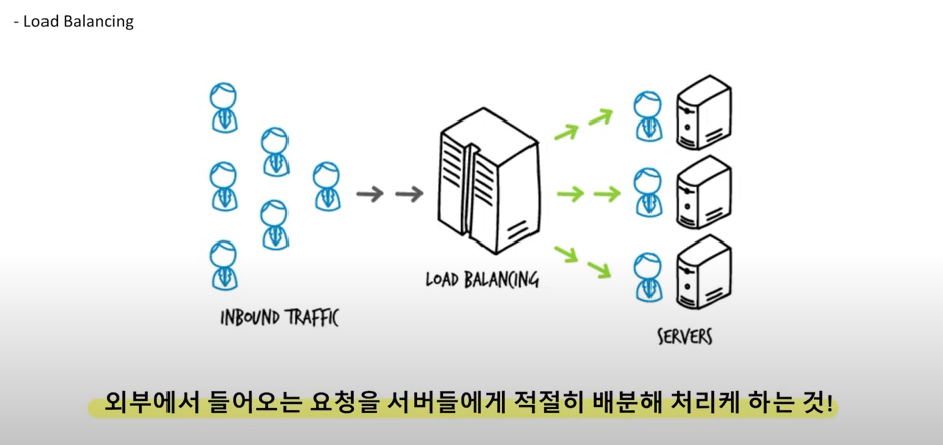 - Load Balancing
LOAD BALANCING
INBOUND TRAFFIC
SERVERS
외부에서 들어오는 요청을 서버들에게 적절히 배분해 처리케 하는 것!